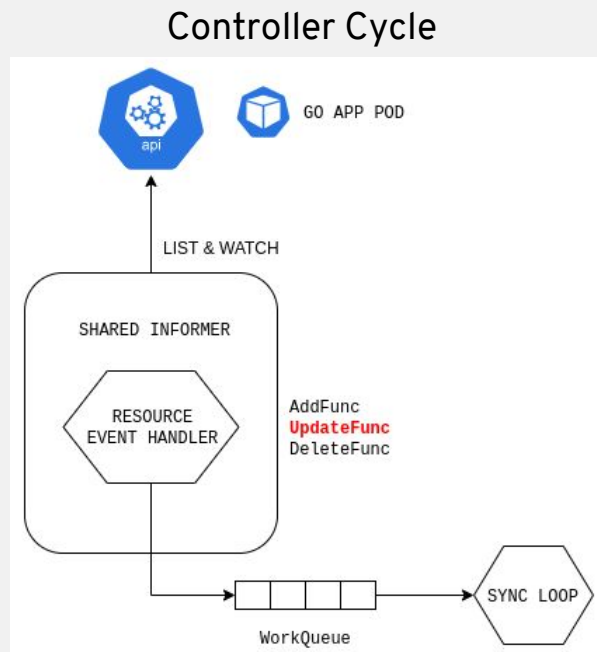 Controller Cycle
api
GO APP POD
LIST & WATCH
SHARED INFORMER
RESOURCE
EVENT HANDLER
AddFunc
UpdateFunc
DeleteFunc
SYNC LOOP
WorkQueue